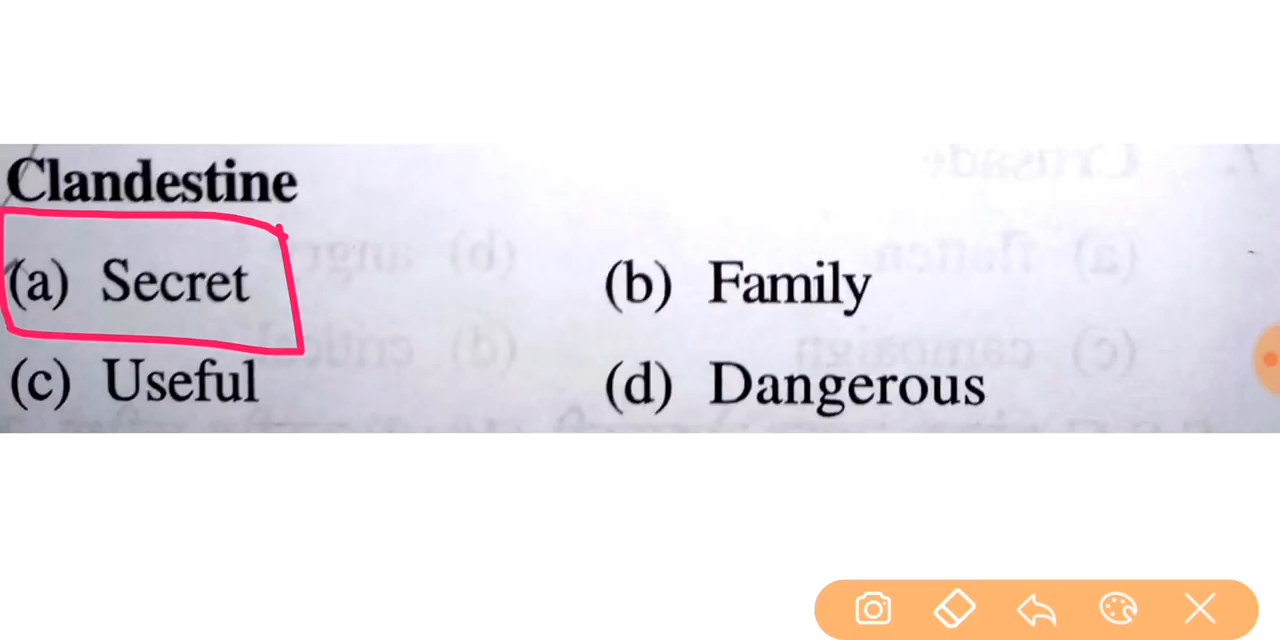 Clandestine
(a) Secret (b) Family
(c) Useful (d) Dangerous